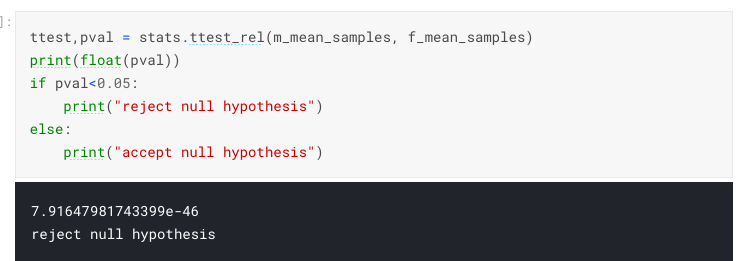 ]:
ttest,pval = stats.ttest_rel(m_mean_samples, f_mean_samples)
print(float(pval))
if pval<0.05:
    print("reject null hypothesis")
else:
    print("accept null hypothesis")
7.91647981743399e-46
reject null hypothesis